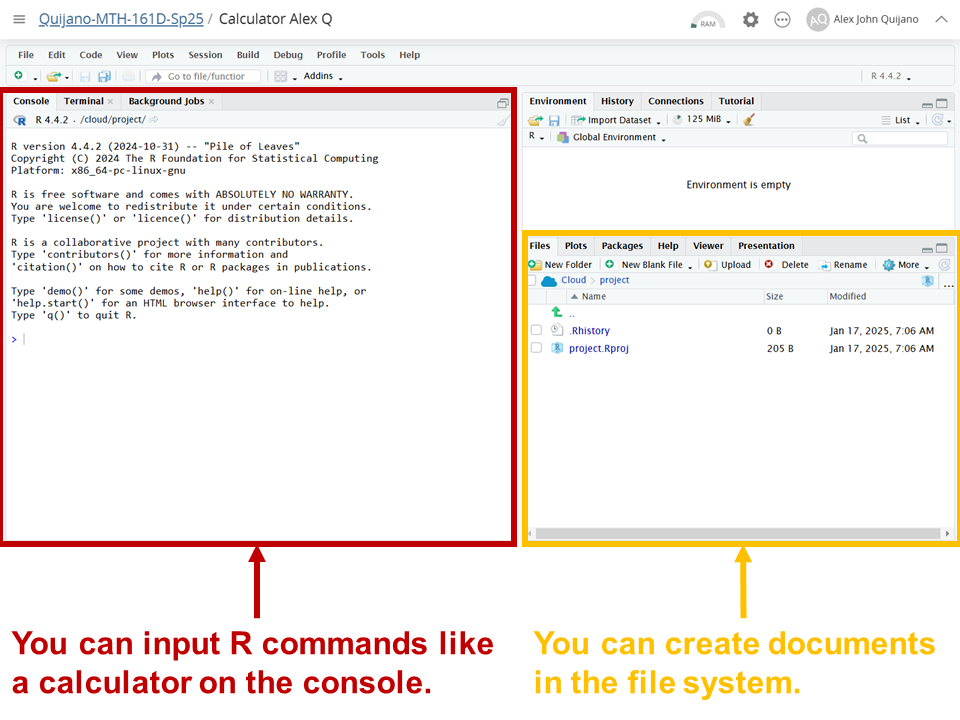 Quijano-MTH-161D-Sp25 / Calculator Alex Q
RAM
AQ Alex John Quijano
File Edit Code View Plots Session Build Debug Profile Tools Help
Go to file/functior
Addins
R 4.4.2
Console Terminal Background Jobs
R 4.4.2 . /cloud/project/
R version 4.4.2 (2024-10-31) -- "Pile of Leaves"
Copyright (C) 2024 The R Foundation for Statistical Computing
Platform: x86_64-pc-linux-gnu
R is free software and comes with ABSOLUTELY NO WARRANTY.
You are welcome to redistribute it under certain conditions.
Type 'license()' or 'licence()' for distribution details.
R is a collaborative project with many contributors.
Type 'contributors()' for more information and
'citation()' on how to cite R or R packages in publications.
Type 'demo()' for some demos, 'help()' for on-line help, or
'help.start()' for an HTML browser interface to help.
Type 'q()' to quit R.
>
Environment History Connections Tutorial
Import Dataset 125 MiB List
R Global Environment
Environment is empty
Files Plots Packages Help Viewer Presentation
New Folder New Blank File Upload Delete Rename More
Cloud > project ...
Name Size Modified
..
.Rhistory 0 B Jan 17, 2025, 7:06 AM
project.Rproj 205 B Jan 17, 2025, 7:06 AM
You can input R commands like
a calculator on the console.
You can create documents
in the file system.